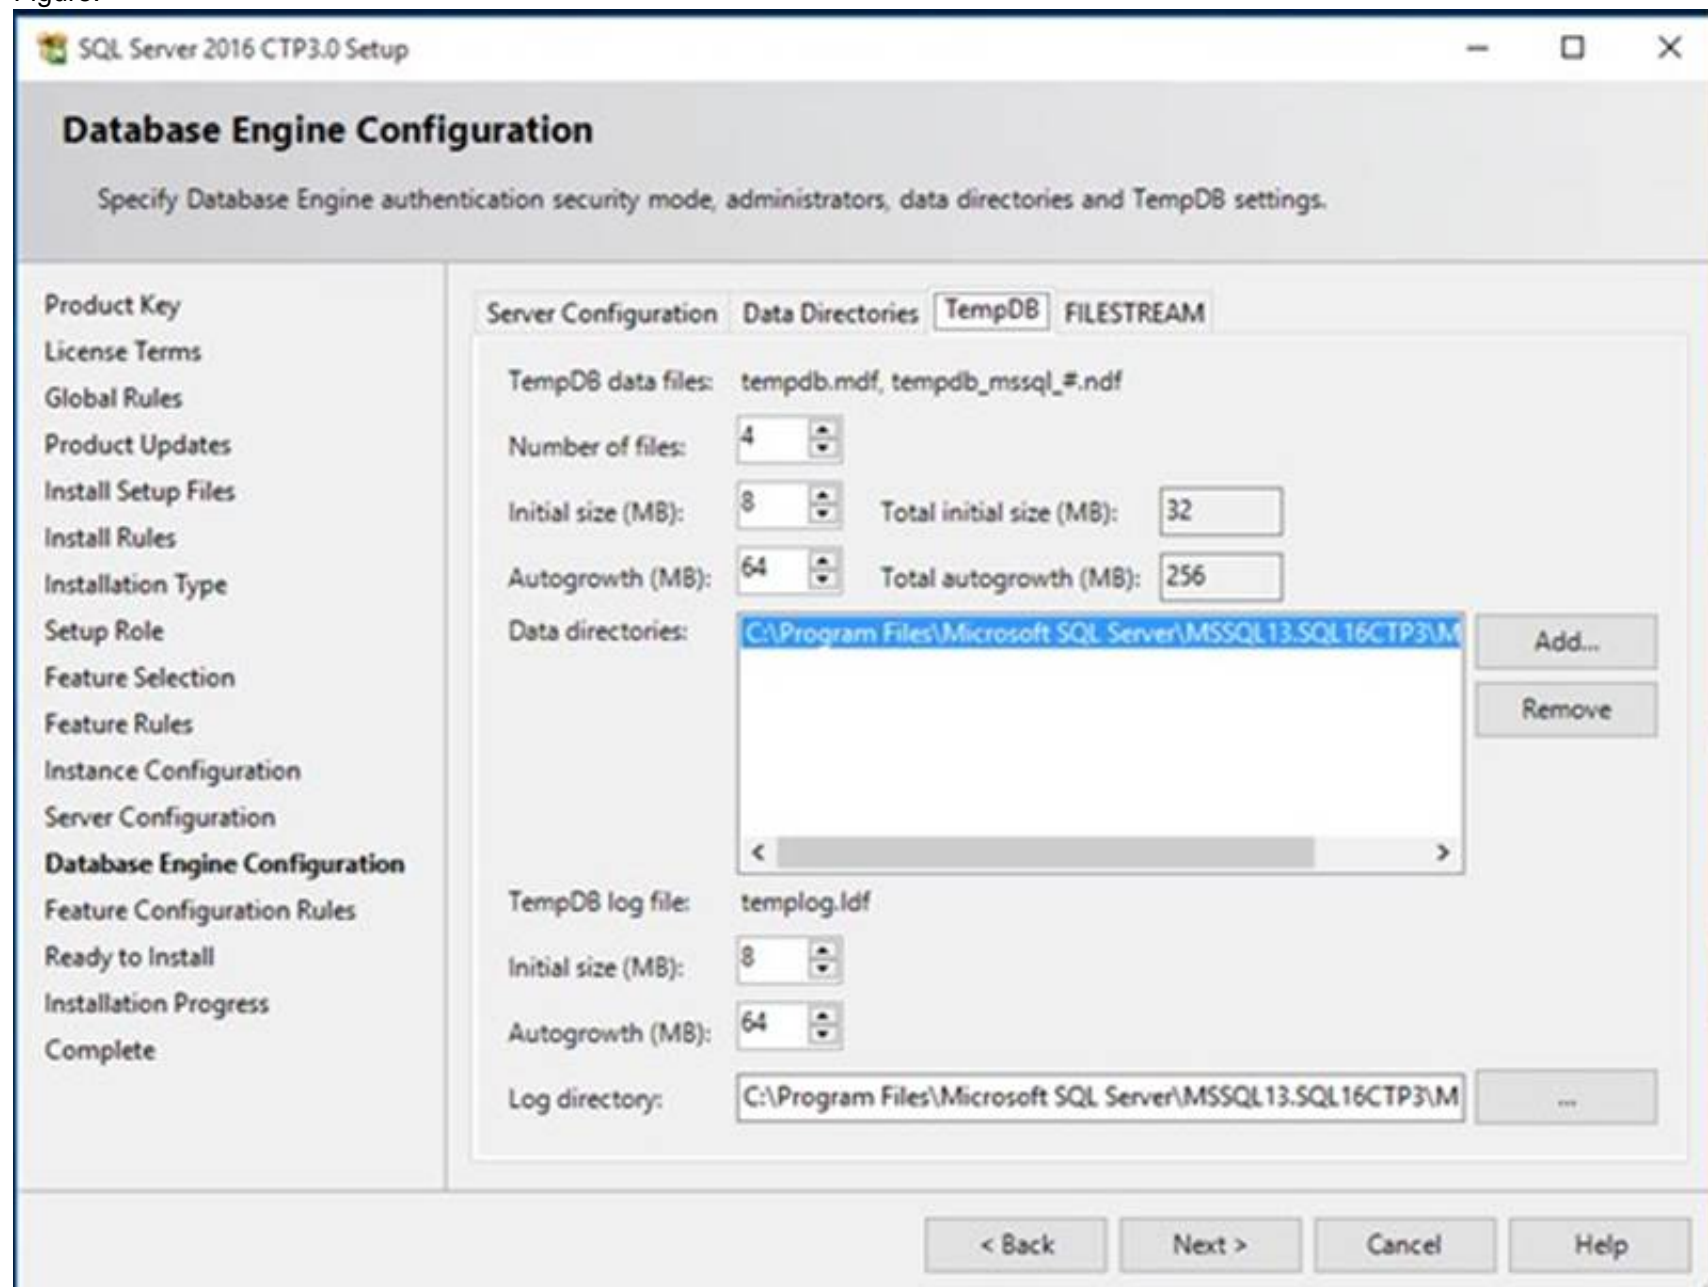 Figure:
SQL Server 2016 CTP3.0 Setup
Database Engine Configuration
Specify Database Engine authentication security mode, administrators, data directories and TempDB settings.
Product Key
License Terms
Global Rules
Product Updates
Install Setup Files
Install Rules
Installation Type
Setup Role
Feature Selection
Feature Rules
Instance Configuration
Server Configuration
Database Engine Configuration
Feature Configuration Rules
Ready to Install
Installation Progress
Complete
Server Configuration Data Directories TempDB FILESTREAM
TempDB data files: tempdb.mdf, tempdb_mssql_#.ndf
Number of files: 4
Initial size (MB): 8 Total initial size (MB): 32
Autogrowth (MB): 64 Total autogrowth (MB): 256
Data directories: C:\Program Files\Microsoft SQL Server\MSSQL13.SQL16CTP3\M
Add...
Remove
TempDB log file: templog.ldf
Initial size (MB): 8
Autogrowth (MB): 64
Log directory: C:\Program Files\Microsoft SQL Server\MSSQL13.SQL16CTP3\M ...
< Back Next > Cancel Help